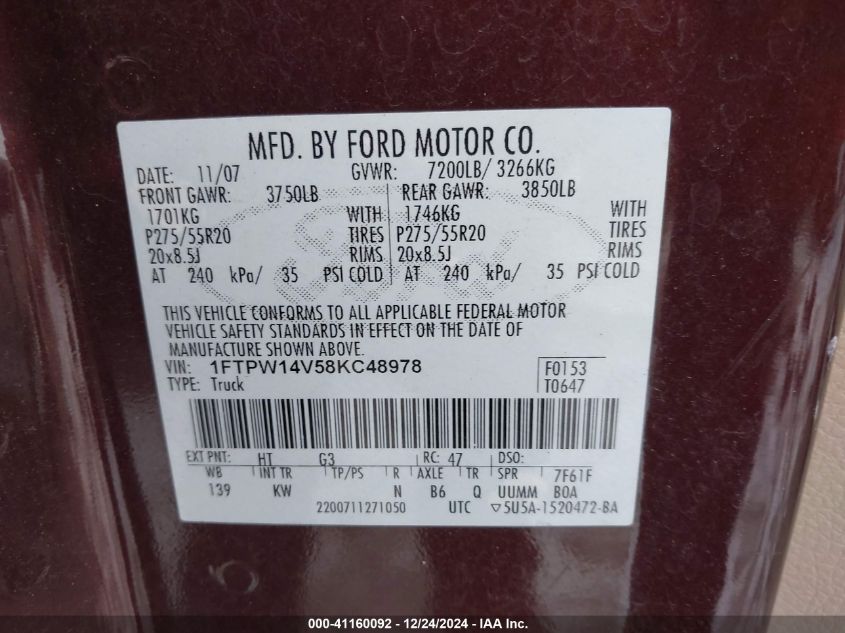 MFD. BY FORD MOTOR CO.
DATE: 11/07 GVWR: 7200LB/ 3266KG
FRONT GAWR: 3750LB REAR GAWR: 3850LB
1701KG WITH 1746KG WITH
P275/55R20 TIRES P275/55R20 TIRES
20x8.5J RIMS 20x8.5J RIMS
AT 240 kPa/ 35 PSI COLD AT 240 kPa/ 35 PSI COLD
THIS VEHICLE CONFORMS TO ALL APPLICABLE FEDERAL MOTOR
VEHICLE SAFETY STANDARDS IN EFFECT ON THE DATE OF
MANUFACTURE SHOWN ABOVE.
VIN: 1FTPW14V58KC48978 F0153
TYPE: Truck T0647
EXT PNT: HT G3 RC: 47 DSO:
WB INT TR TP/PS R AXLE TR SPR 7F61F
139 KW N B6 Q UUMM BOA
2200711271050 UTC ▽5U5A-1520472-BA
000-41160092 - 12/24/2024 - IAA Inc.